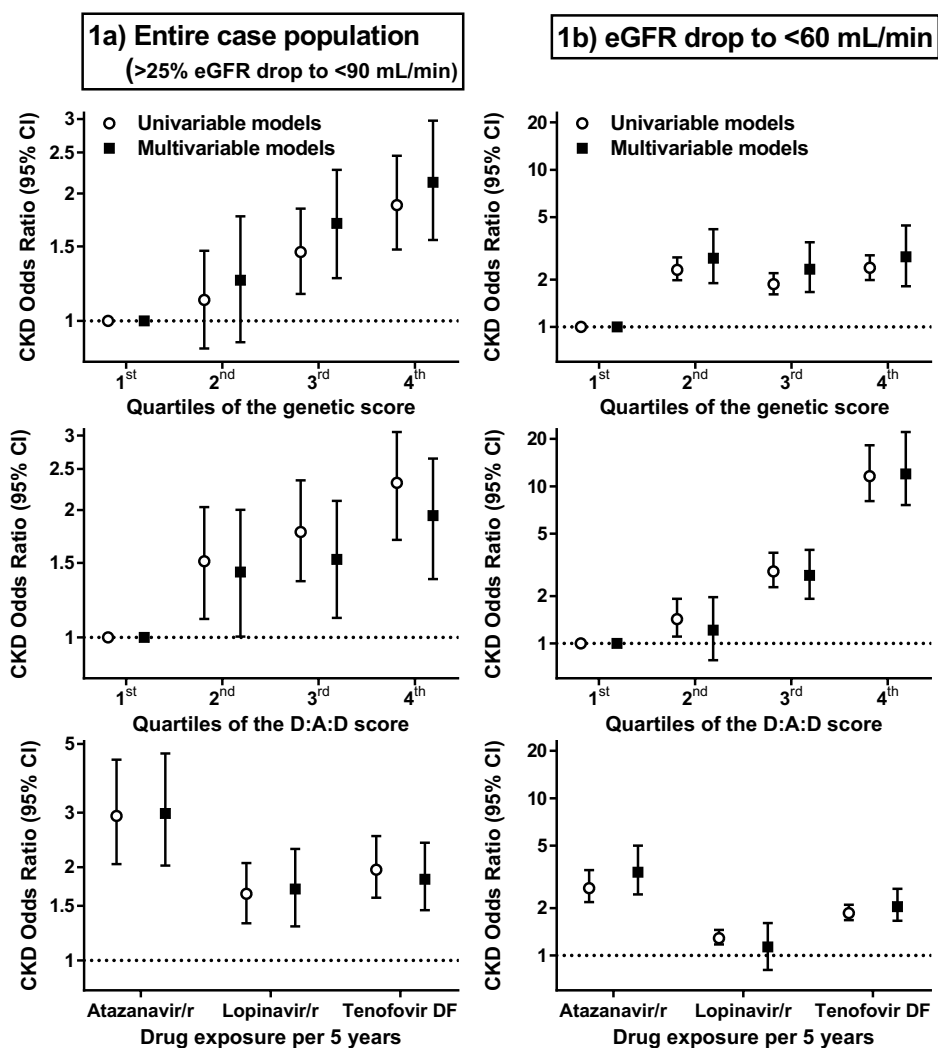 1a) Entire case population
(>25% eGFR drop to <90 mL/min)
CKD Odds Ratio (95% CI)
3
2.5
2
1.5
1
Univariable models
Multivariable models
1st
2nd
3rd
4th
Quartiles of the genetic score
1b) eGFR drop to <60 mL/min
CKD Odds Ratio (95% CI)
20
10
5
2
1
Univariable models
Multivariable models
1st
2nd
3rd
4th
Quartiles of the genetic score
CKD Odds Ratio (95% CI)
3
2.5
2
1.5
1
1st
2nd
3rd
4th
Quartiles of the D:A:D score
CKD Odds Ratio (95% CI)
20
10
5
2
1
1st
2nd
3rd
4th
Quartiles of the D:A:D score
CKD Odds Ratio (95% CI)
5
3
2
1.5
1
Atazanavir/r
Lopinavir/r
Tenofovir DF
Drug exposure per 5 years
CKD Odds Ratio (95% CI)
20
10
5
2
1
Atazanavir/r
Lopinavir/r
Tenofovir DF
Drug exposure per 5 years